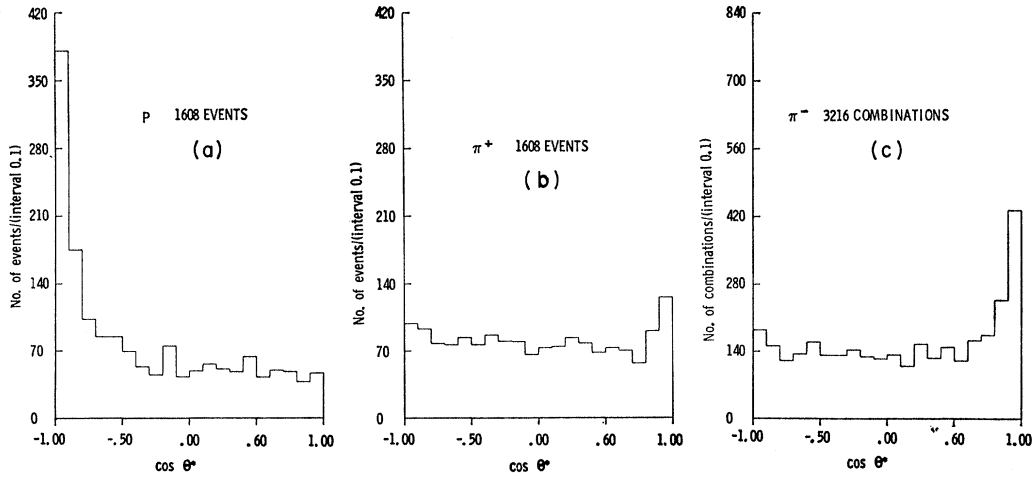 420
350
280
210
140
70
0
No. of events/(interval 0.1)
P 1608 EVENTS
(a)
-1.00 -.50 .00 .60 1.00
cos θ*
420
350
280
210
140
70
0
No. of events/(interval 0.1)
π+ 1608 EVENTS
(b)
-1.00 -.50 .00 .60 1.00
cos θ*
840
700
560
420
280
140
0
No. of combinations/(interval 0.1)
π- 3216 COMBINATIONS
(c)
-1.00 -.50 .00 .60 1.00
cos θ*